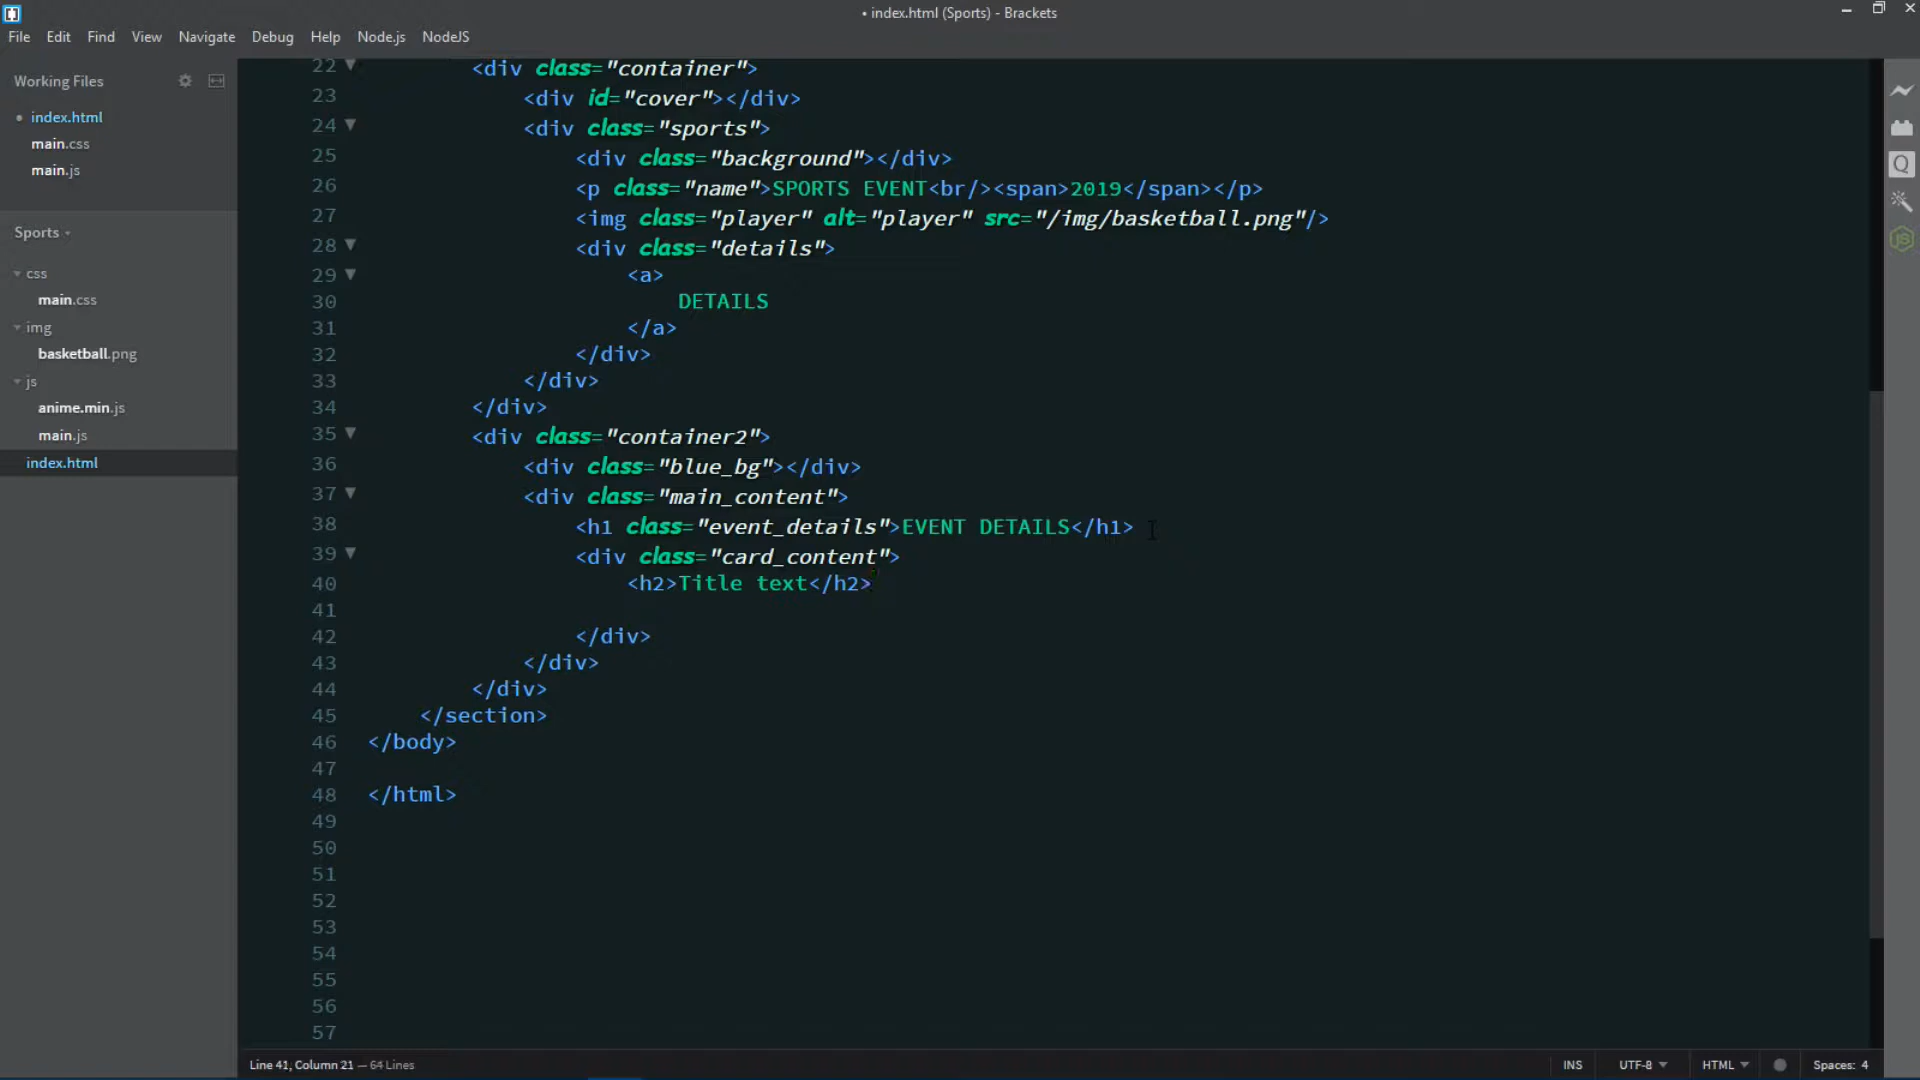 • index.html (Sports) - Brackets
File Edit Find View Navigate Debug Help Node.js NodeJS
Working Files
• index.html
main.css
main.js
Sports
css
main.css
img
basketball.png
js
anime.min.js
main.js
index.html
22 <div class="container">
23 <div id="cover"></div>
24 <div class="sports">
25 <div class="background"></div>
26 <p class="name">SPORTS EVENT<br/><span>2019</span></p>
27 <img class="player" alt="player" src="/img/basketball.png"/>
28 <div class="details">
29 <a>
30 DETAILS
31 </a>
32 </div>
33 </div>
34 </div>
35 <div class="container2">
36 <div class="blue_bg"></div>
37 <div class="main_content">
38 <h1 class="event_details">EVENT DETAILS</h1>
39 <div class="card_content">
40 <h2>Title text</h2>
41
42 </div>
43 </div>
44 </div>
45 </section>
46 </body>
47
48 </html>
49
50
51
52
53
54
55
56
57
Line 41, Column 21 — 64 Lines
INS UTF-8 HTML Spaces: 4